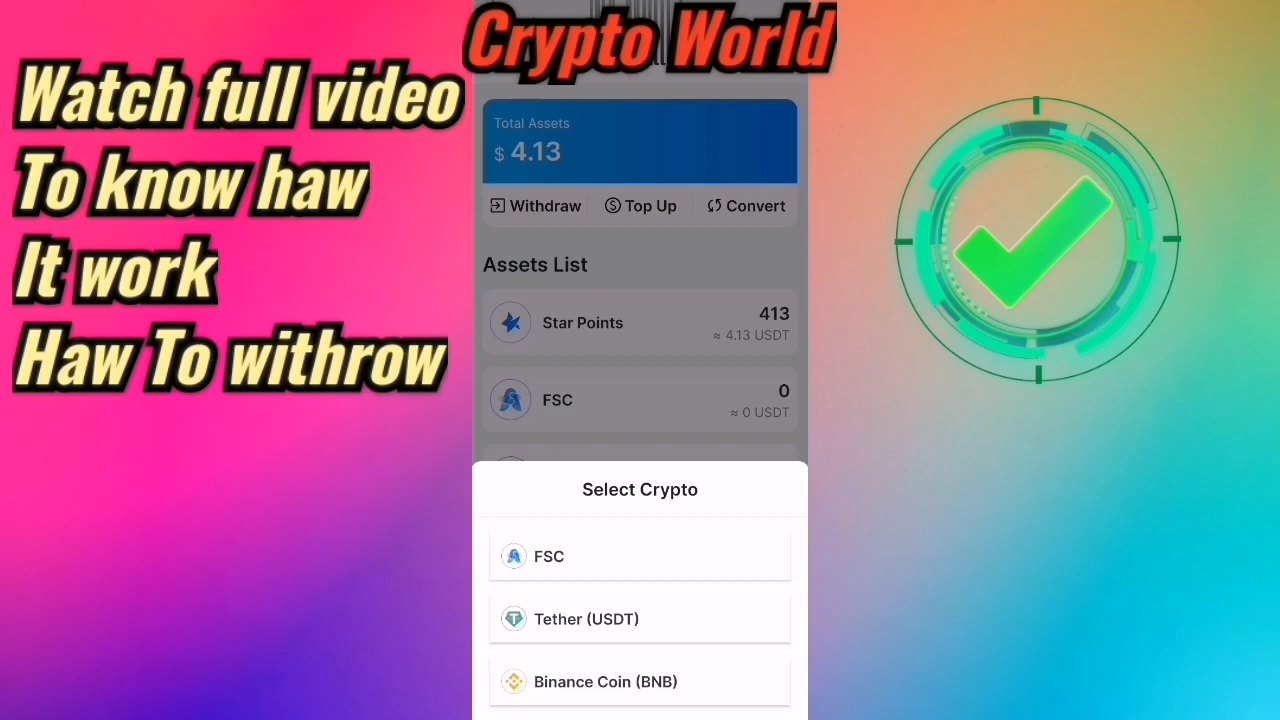 Crypto World
Watch full video
To know haw
It work
Haw To withrow
Total Assets
$ 4.13
Withdraw
Top Up
Convert
Assets List
Star Points
413
≈ 4.13 USDT
FSC
0
≈ 0 USDT
Select Crypto
FSC
Tether (USDT)
Binance Coin (BNB)